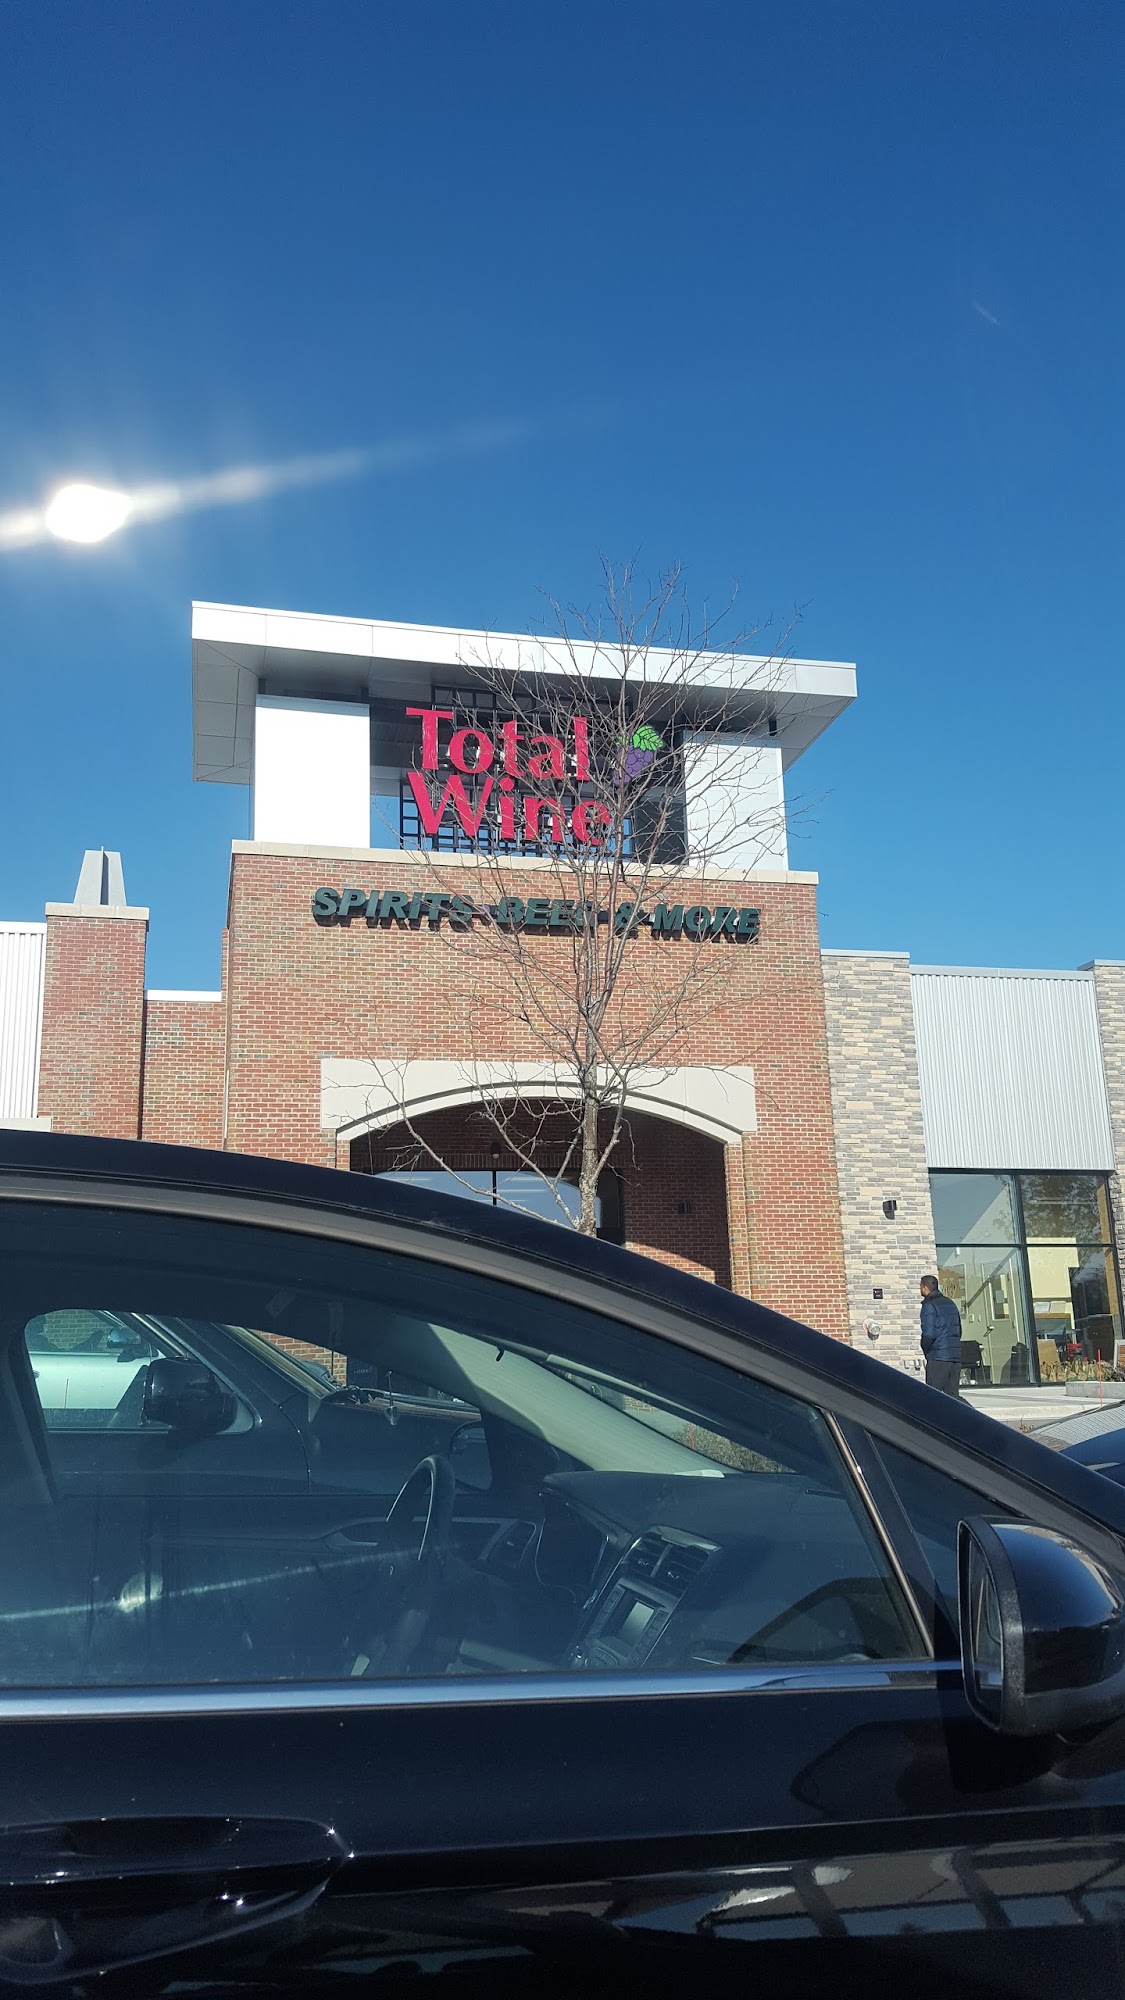 Total
Wine
SPIRITS BEER & MORE